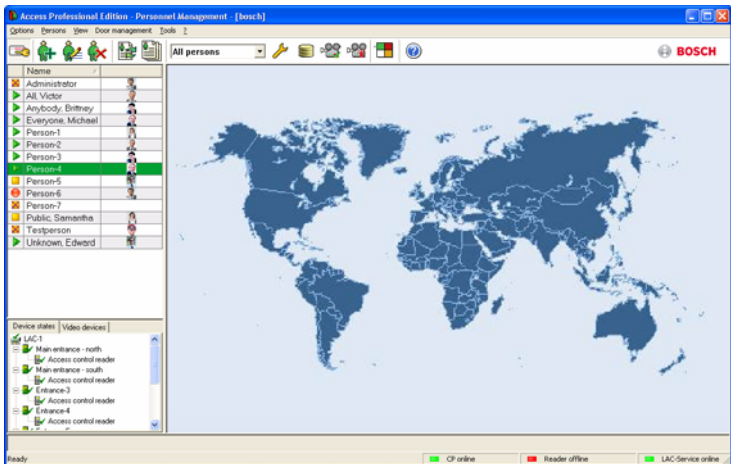 Access Professional Edition - Personnel Management - [bosch]
Options Persons View Door management Tools ?
All persons
BOSCH
Name
Administrator
All, Victor
Anybody, Brittney
Everyone, Michael
Person-1
Person-2
Person-3
Person-4
Person-5
Person-6
Person-7
Public, Samantha
Testperson
Unknown, Edward
Device states Video devices
LAC-1
Main entrance - north
Access control reader
Main entrance - south
Access control reader
Entrance-3
Access control reader
Entrance-4
Access control reader
Ready CP online Reader offline LAC-Service online